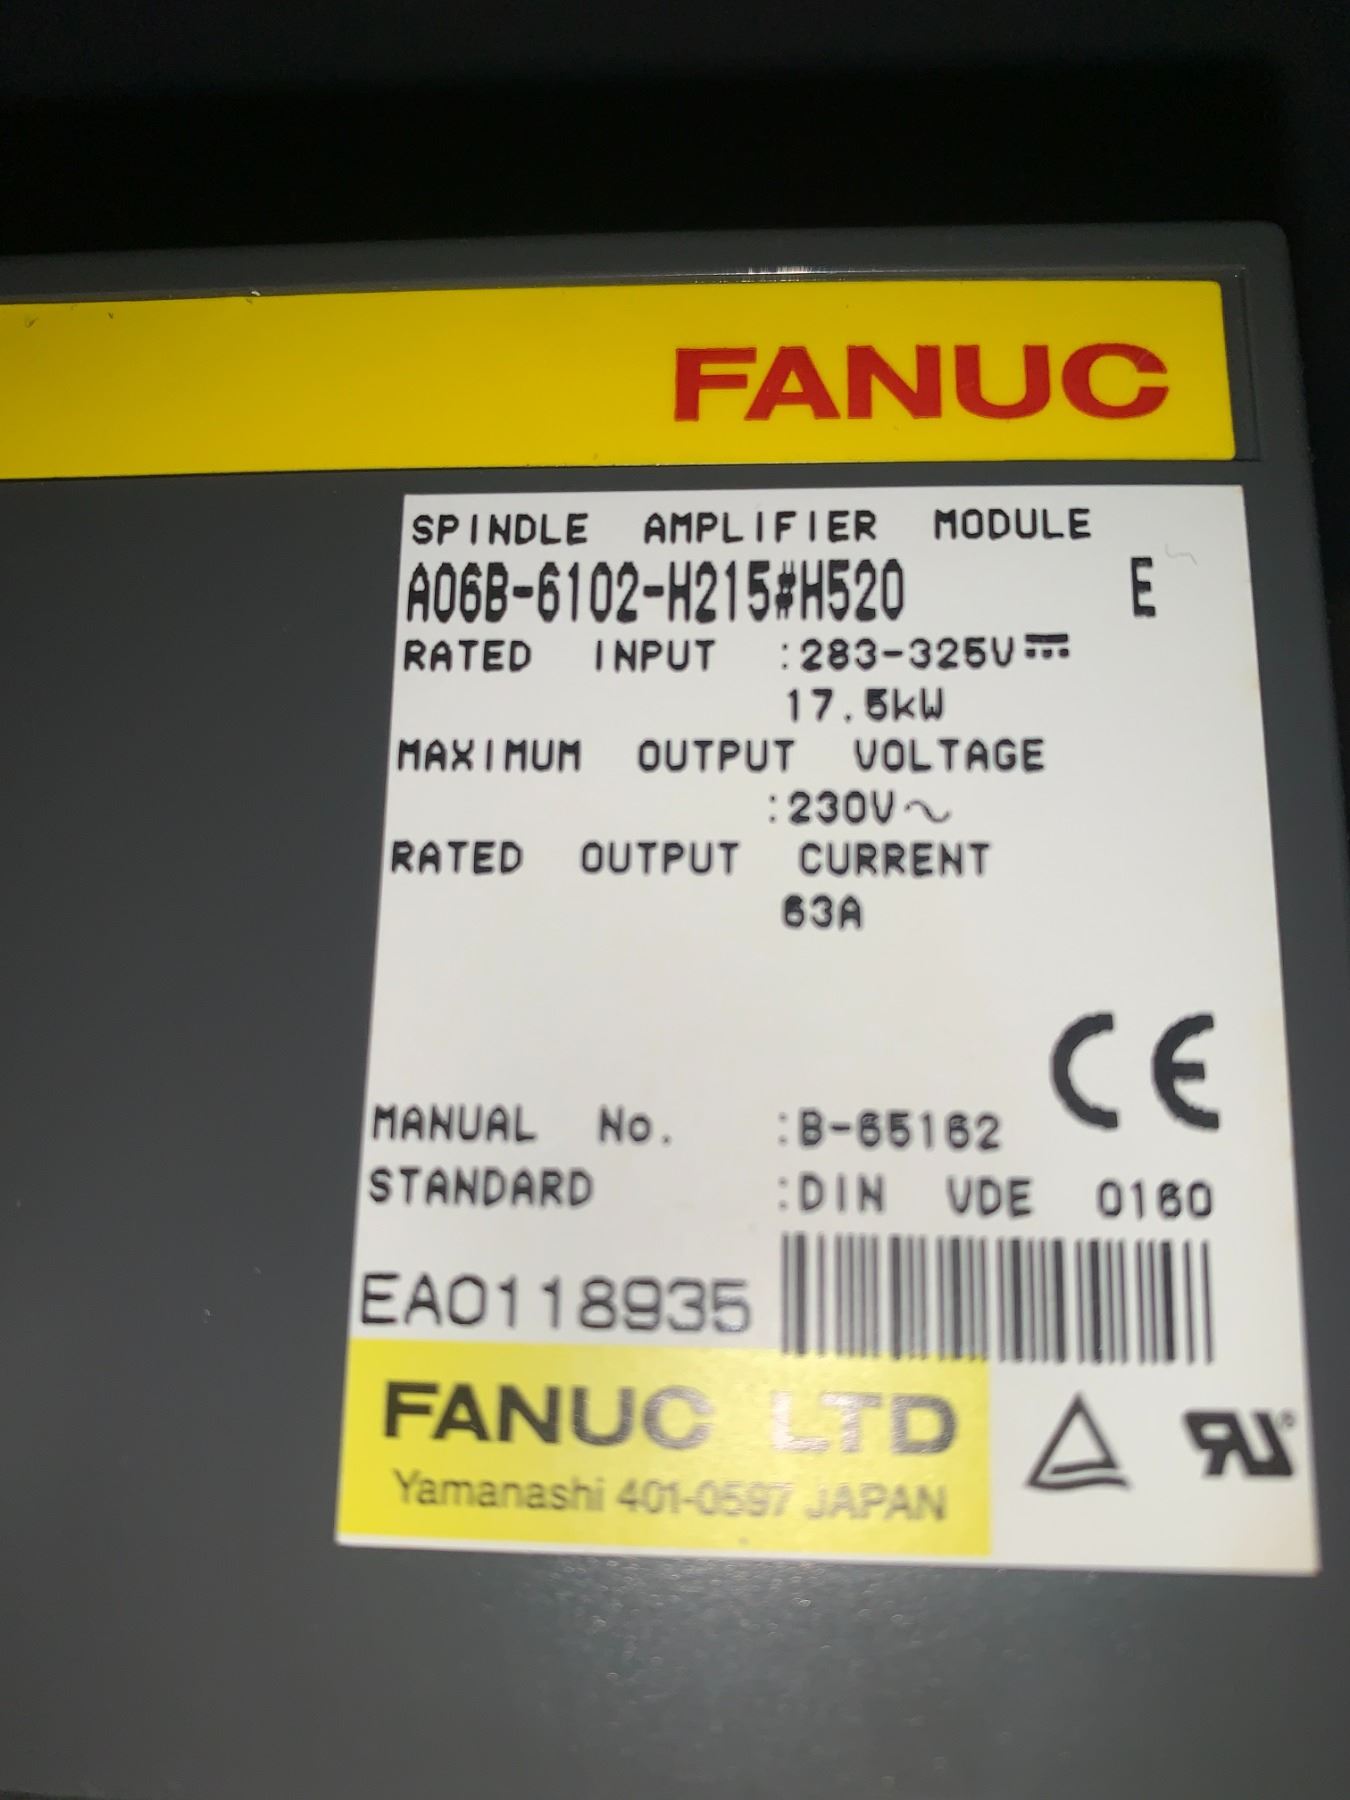 FANUC
SPINDLE AMPLIFIER MODULE
A06B-6102-H215#H520 E
RATED INPUT :283-325V⎓
17.5kW
MAXIMUM OUTPUT VOLTAGE
:230V~
RATED OUTPUT CURRENT
63A
CE
MANUAL No. :B-65162
STANDARD :DIN VDE 0160
EA0118935
FANUC LTD
Yamanashi 401-0597 JAPAN